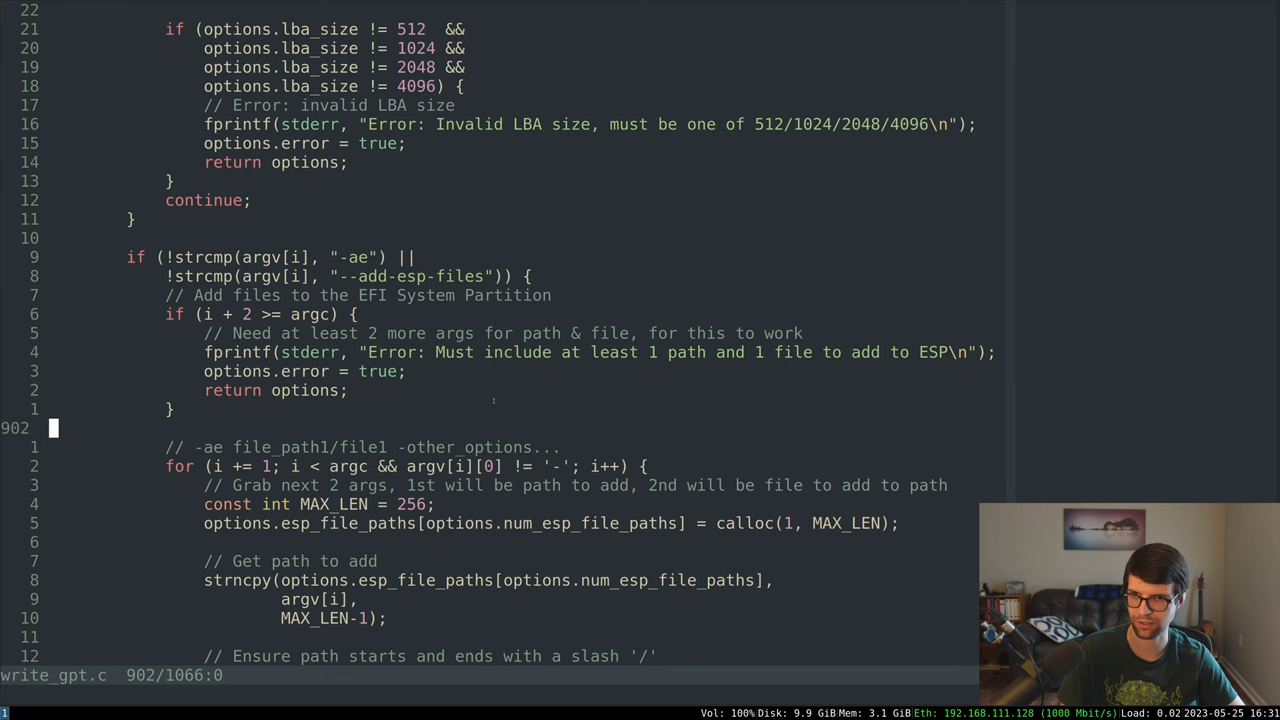 22
21 if (options.lba_size != 512 &&
20 options.lba_size != 1024 &&
19 options.lba_size != 2048 &&
18 options.lba_size != 4096) {
17 // Error: invalid LBA size
16 fprintf(stderr, "Error: Invalid LBA size, must be one of 512/1024/2048/4096\n");
15 options.error = true;
14 return options;
13 }
12 continue;
11 }
10
9 if (!strcmp(argv[i], "-ae") ||
8 !strcmp(argv[i], "--add-esp-files")) {
7 // Add files to the EFI System Partition
6 if (i + 2 >= argc) {
5 // Need at least 2 more args for path & file, for this to work
4 fprintf(stderr, "Error: Must include at least 1 path and 1 file to add to ESP\n");
3 options.error = true;
2 return options;
1 }
902
1 // -ae file_path1/file1 -other_options...
2 for (i += 1; i < argc && argv[i][0] != '-'; i++) {
3 // Grab next 2 args, 1st will be path to add, 2nd will be file to add to path
4 const int MAX_LEN = 256;
5 options.esp_file_paths[options.num_esp_file_paths] = calloc(1, MAX_LEN);
6
7 // Get path to add
8 strncpy(options.esp_file_paths[options.num_esp_file_paths],
9 argv[i],
10 MAX_LEN-1);
11
12 // Ensure path starts and ends with a slash '/'
write_gpt.c 902/1066:0
1 Vol: 100% Disk: 9.9 GiB Mem: 3.1 GiB Eth: 192.168.111.128 (1000 Mbit/s) Load: 0.02 2023-05-25 16:31